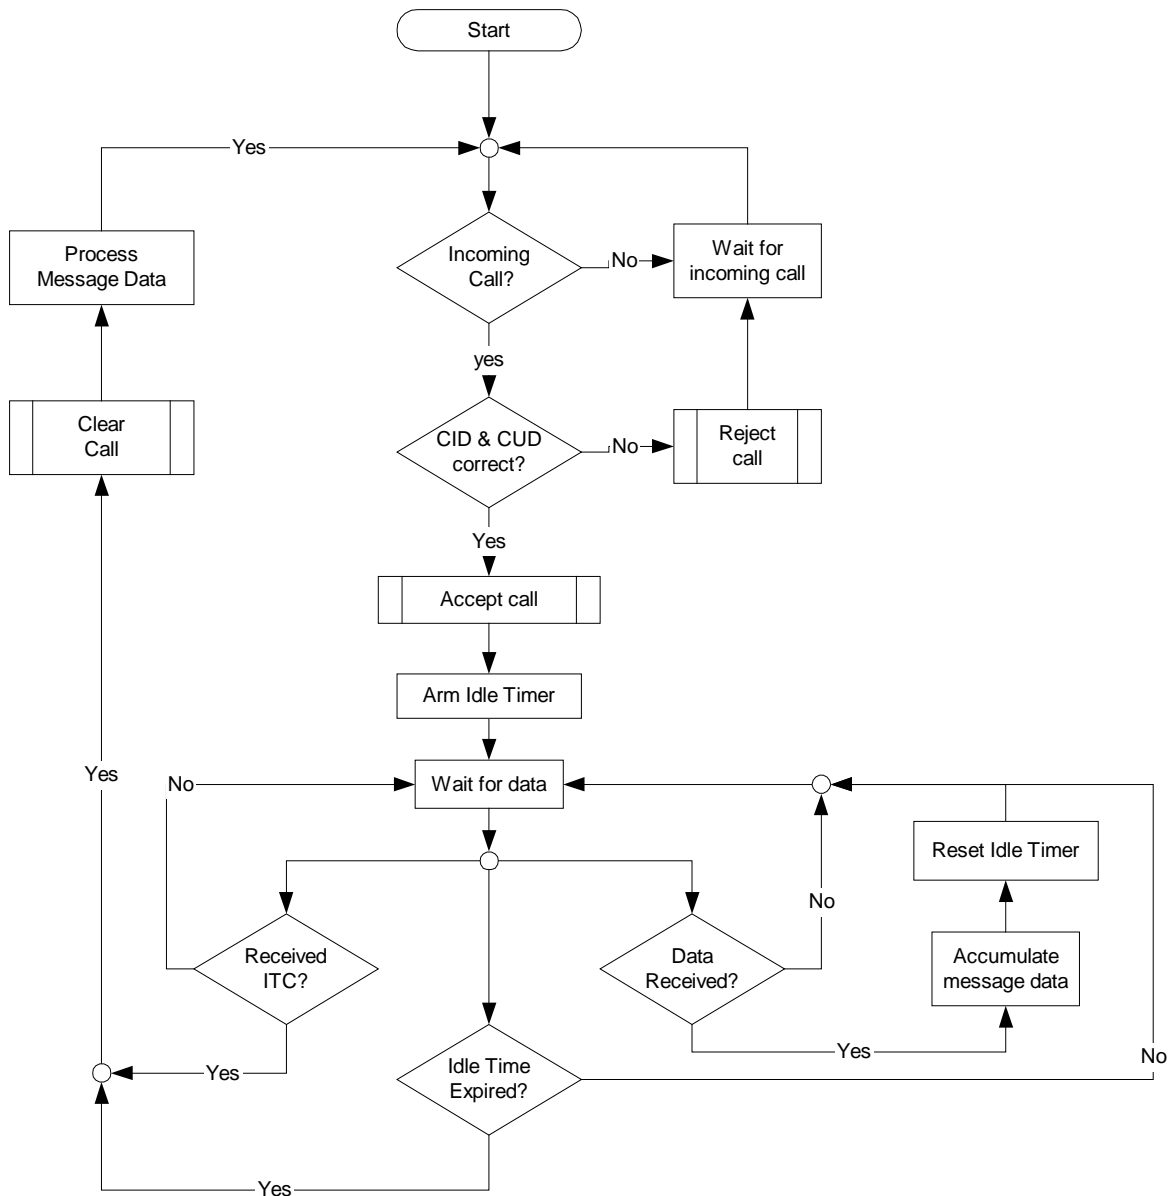 Start
Yes
Process
Message Data
Incoming
Call?
No
Wait for
incoming call
yes
Clear
Call
CID & CUD
correct?
No
Reject
call
Yes
Accept call
Arm Idle Timer
Yes
No
Wait for data
Reset Idle Timer
No
Received
ITC?
Data
Received?
Accumulate
message data
Yes
Idle Time
Expired?
Yes
No
Yes